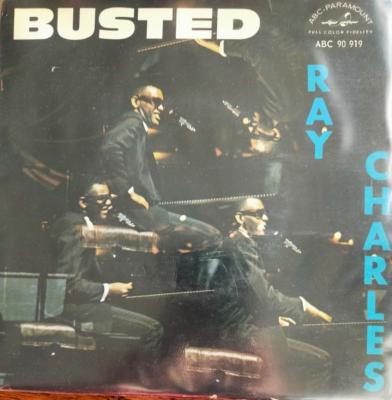 BUSTED
ABC-PARAMOUNT
FULL COLOR FIDELITY
ABC 90 919
RAY
CHARLES